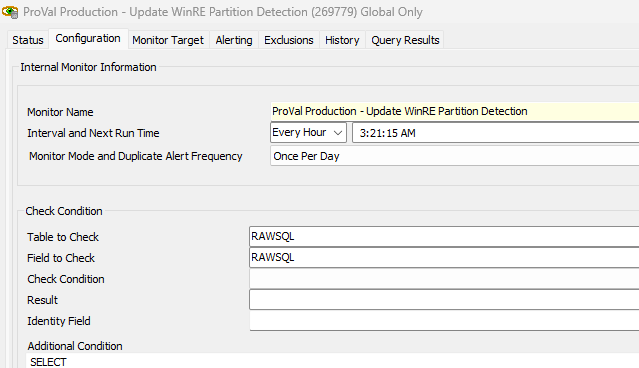 ProVal Production - Update WinRE Partition Detection (269779) Global Only
Status Configuration Monitor Target Alerting Exclusions History Query Results
Internal Monitor Information
Monitor Name ProVal Production - Update WinRE Partition Detection
Interval and Next Run Time Every Hour 3:21:15 AM
Monitor Mode and Duplicate Alert Frequency Once Per Day
Check Condition
Table to Check RAWSQL
Field to Check RAWSQL
Check Condition
Result
Identity Field
Additional Condition
SELECT